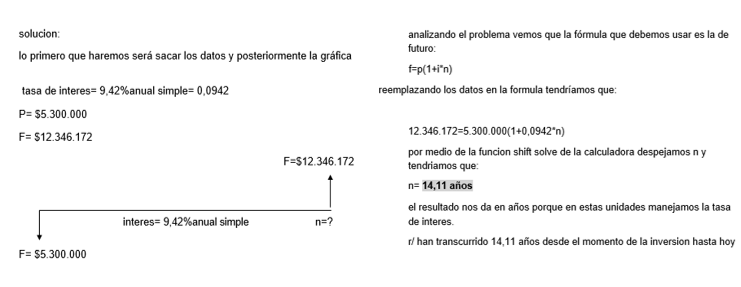 solucion:
lo primero que haremos será sacar los datos y posteriormente la gráfica
tasa de interes= 9,42%anual simple= 0,0942
P= $5.300.000
F= $12.346.172
F=$12.346.172
interes= 9,42%anual simple n=?
F= $5.300.000
analizando el problema vemos que la fórmula que debemos usar es la de
futuro:
f=p(1+i*n)
reemplazando los datos en la formula tendríamos que:
12.346.172=5.300.000(1+0,0942*n)
por medio de la funcion shift solve de la calculadora despejamos n y
tendriamos que:
n= 14,11 años
el resultado nos da en años porque en estas unidades manejamos la tasa
de interes.
r/ han transcurrido 14,11 años desde el momento de la inversion hasta hoy